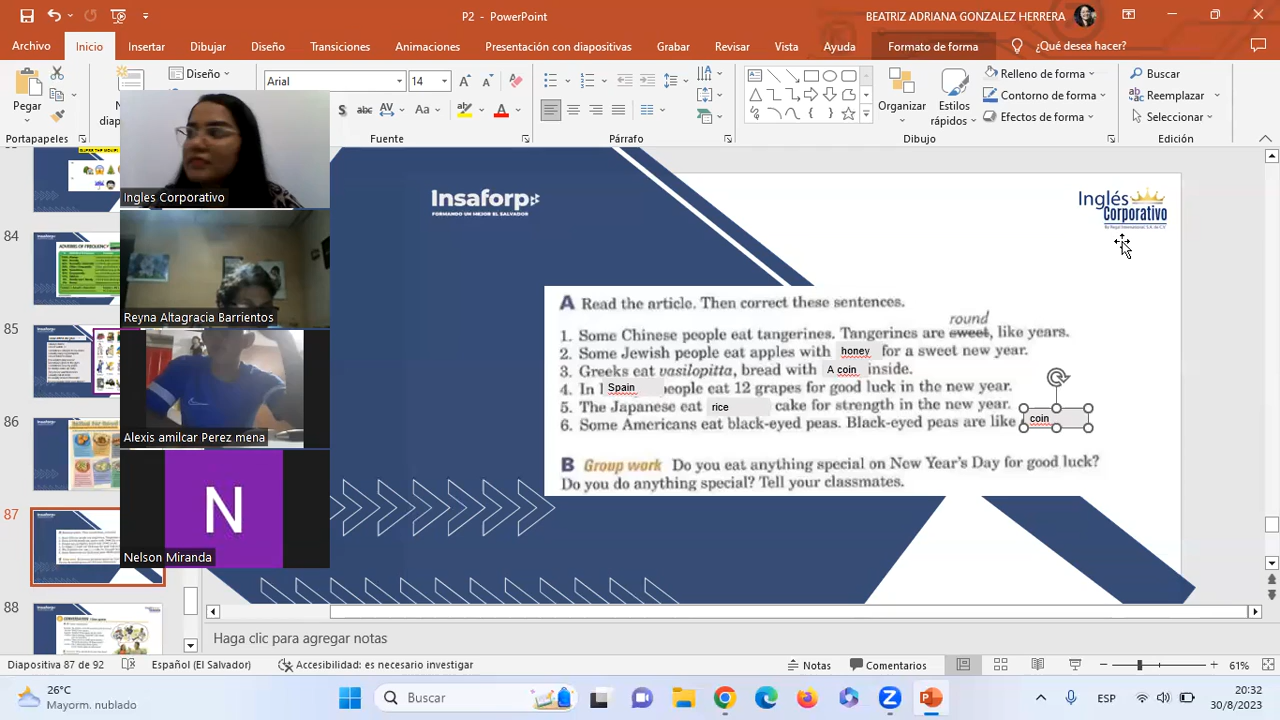 P2 - PowerPoint
BEATRIZ ADRIANA GONZALEZ HERRERA
Archivo Inicio Insertar Dibujar Diseño Transiciones Animaciones Presentación con diapositivas Grabar Revisar Vista Ayuda Formato de forma ¿Qué desea hacer?
Pegar
Diseño
Arial 14
Organizar
Estilos rápidos
Relleno de forma
Contorno de forma
Efectos de forma
Buscar
Reemplazar
Seleccionar
Portapapeles Fuente Párrafo Dibujo Edición
Ingles Corporativo
Reyna Altagracia Barrientos
Alexis amilcar Perez mena
N
Nelson Miranda
84
85
86
87
88
Insaforp
FORMANDO UN MEJOR EL SALVADOR
Inglés
Corporativo
A Read the article. Then correct these sentences.
round
1. Some Chinese people eat tangerines. Tangerines are sweet, like years.
2. Some Jewish people eat apples with honey for a sweet new year.
3. Greeks eat vasilopitta, bread with A coin inside.
4. In Spain people eat 12 grapes for good luck in the new year.
5. The Japanese eat rice cake for strength in the new year.
6. Some Americans eat black-eyed peas. Black-eyed peas are like coin
B Group work Do you eat anything special on New Year's Day for good luck?
Do you do anything special? Tell your classmates.
Haga clic para agregar notas
Diapositiva 87 de 92 Español (El Salvador) Accesibilidad: es necesario investigar Notas Comentarios 61%
26°C
Mayorm. nublado
Buscar
ESP
20:32
30/8/2023